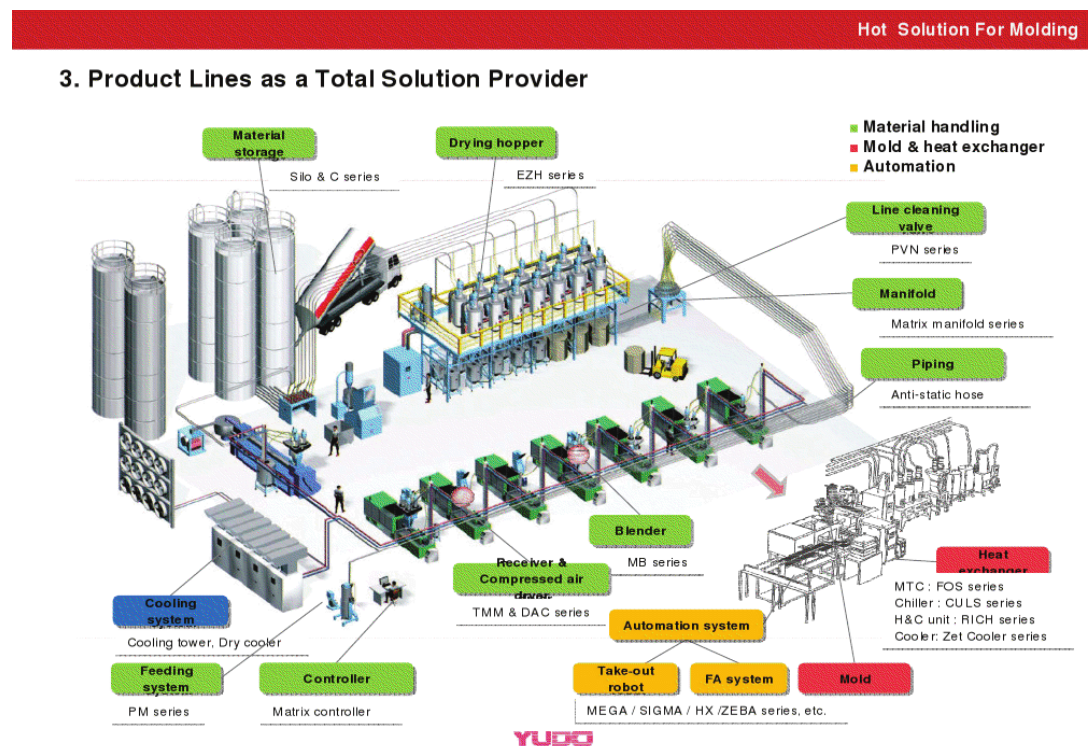 Hot Solution For Molding
3. Product Lines as a Total Solution Provider
Material handling
Mold & heat exchanger
Automation
Material
storage
Silo & C series
Drying hopper
EZH series
Line cleaning
valve
PVN series
Manifold
Matrix manifold series
Piping
Anti-static hose
Blender
MB series
Receiver &
Compressed air
dryer
TMM & DAC series
Heat
exchanger
MTC : FOS series
Chiller : CULS series
H&C unit : RICH series
Cooler: Zet Cooler series
Cooling
system
Cooling tower, Dry cooler
Automation system
Feeding
system
PM series
Controller
Matrix controller
Take-out
robot
FA system
Mold
MEGA / SIGMA / HX /ZEBA series, etc.
YUDO